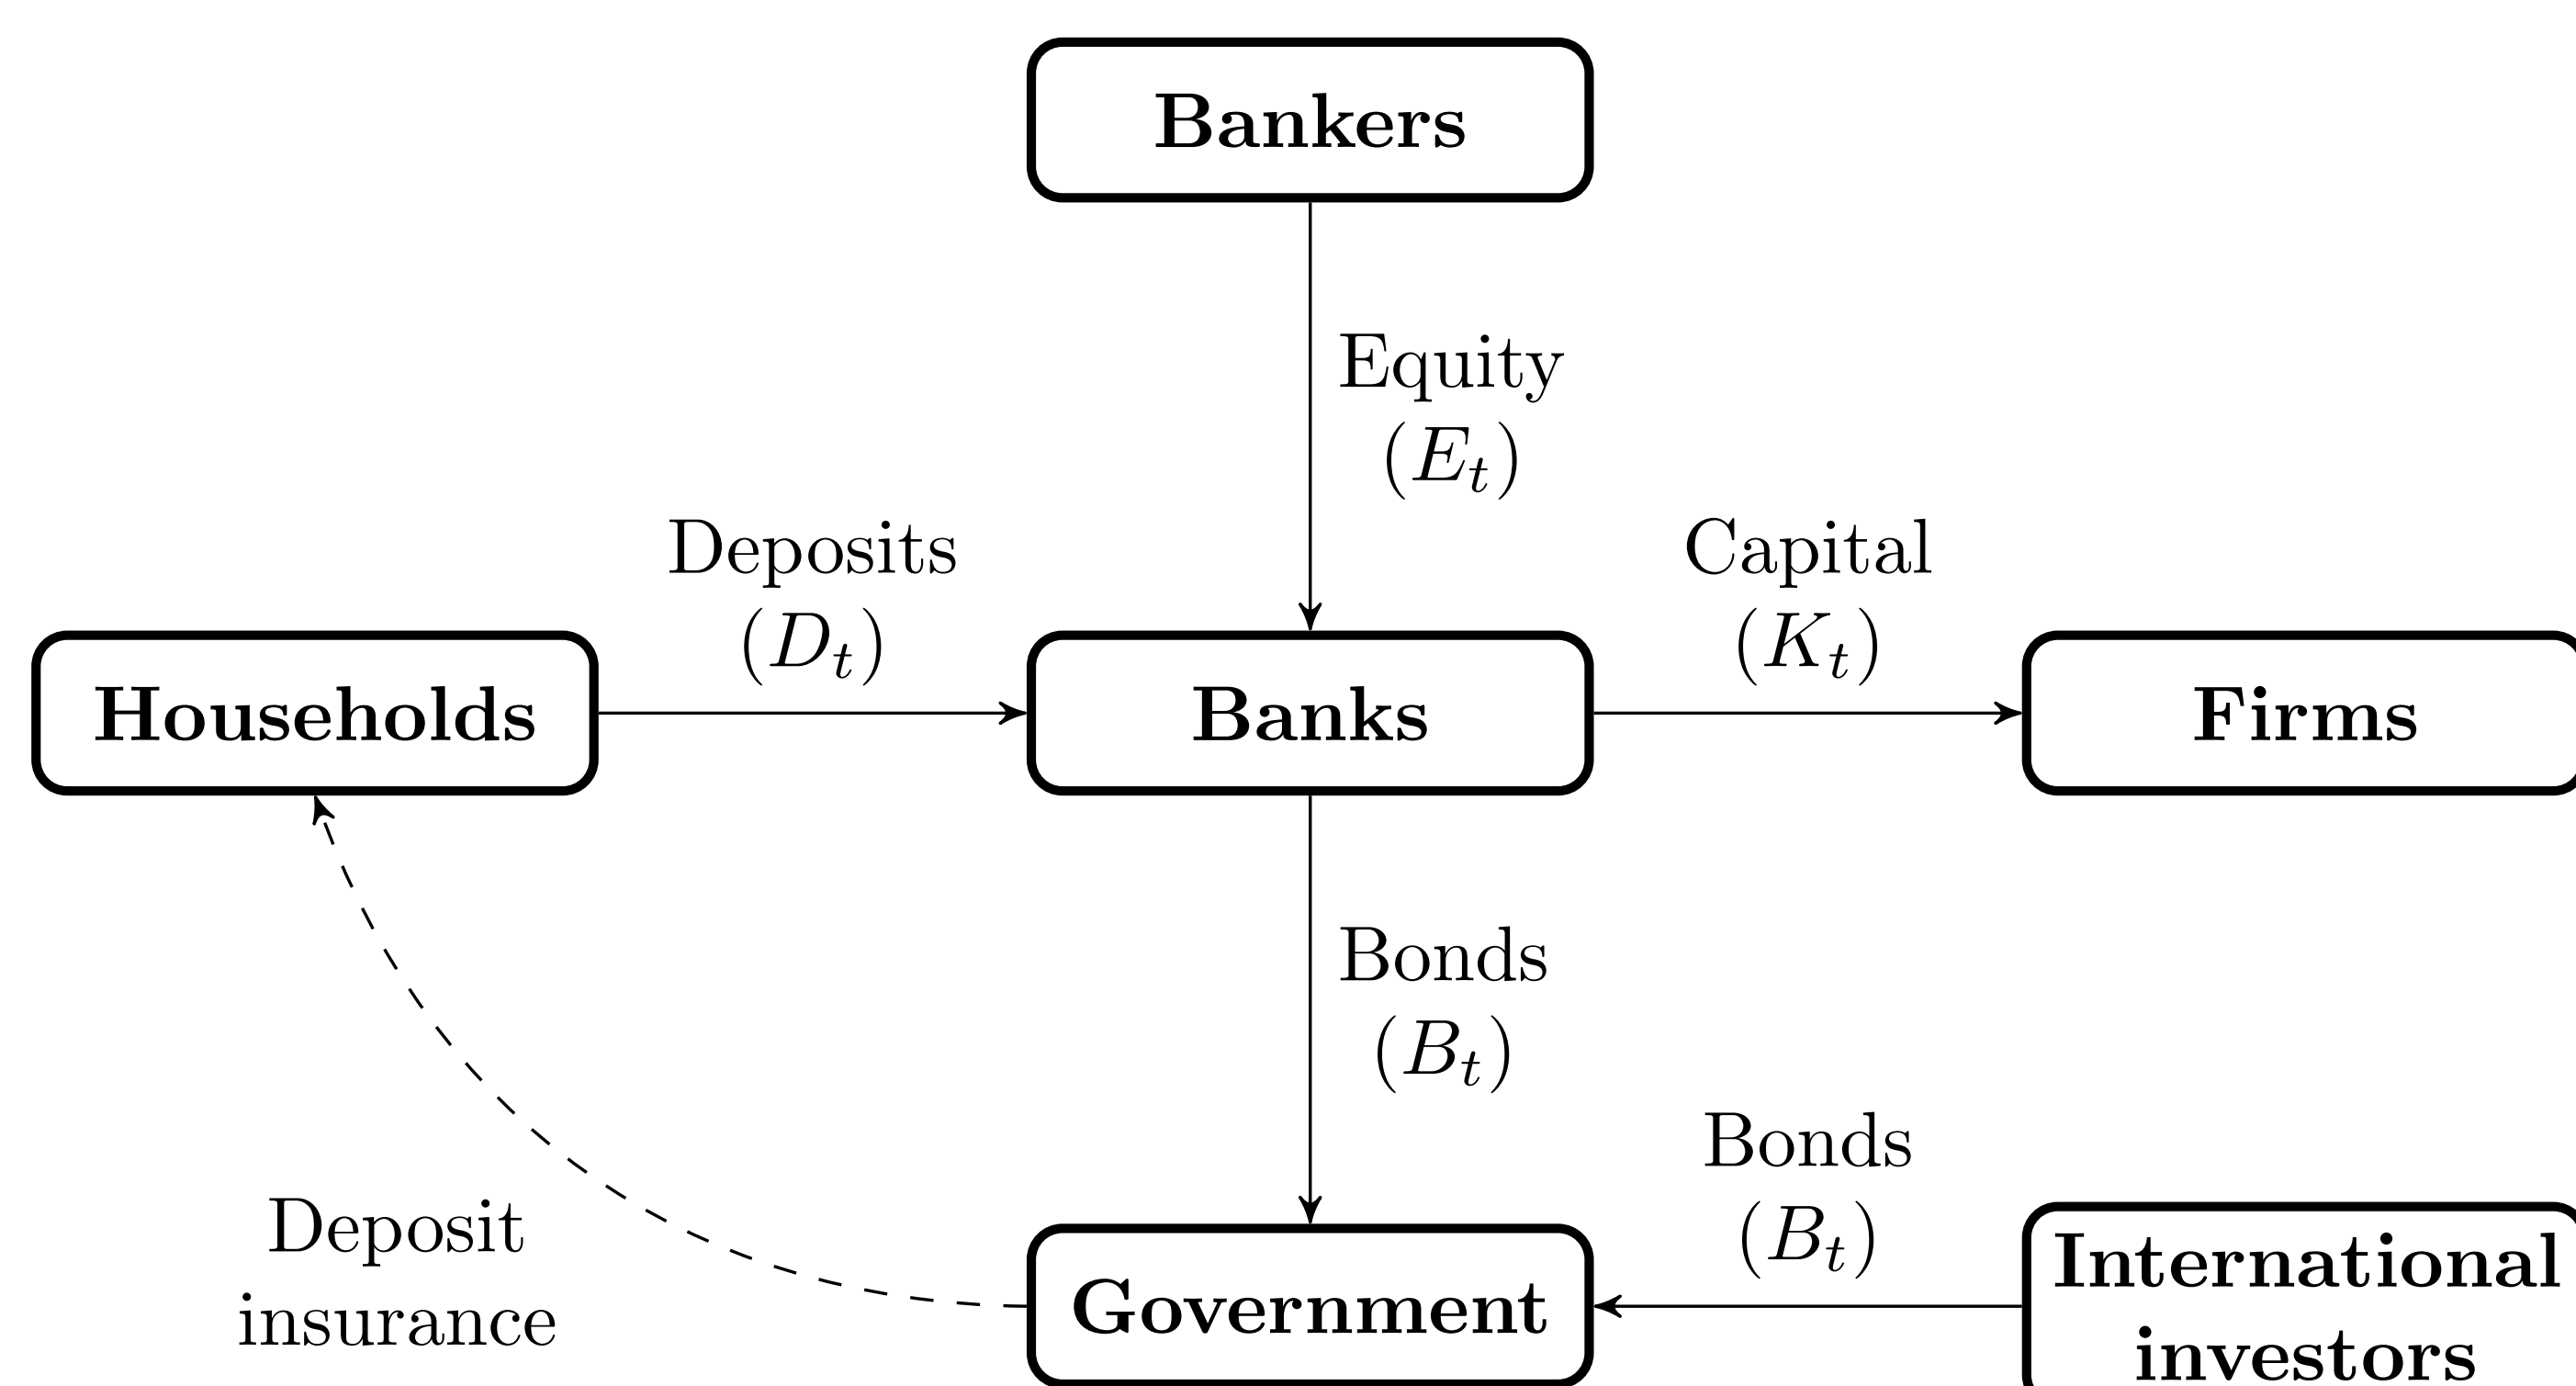 Bankers
Equity
(E_t)
Deposits
(D_t)
Capital
(K_t)
Households
Banks
Firms
Bonds
(B_t)
Bonds
(B_t)
Deposit
insurance
Government
International
investors